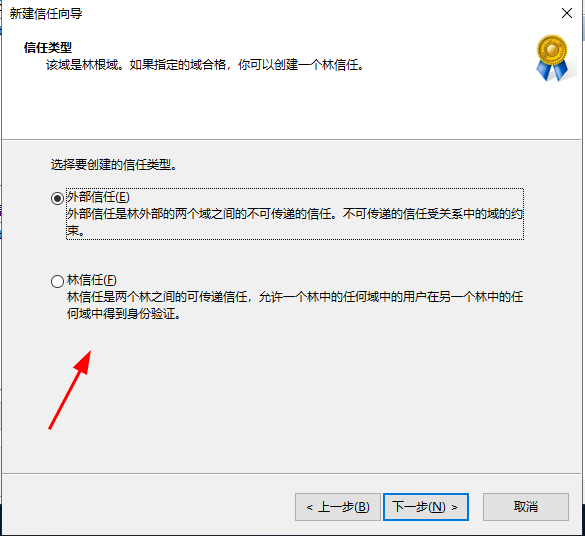 新建信任向导
信任类型
该域是林根域。如果指定的域合格，你可以创建一个林信任。
选择要创建的信任类型。
外部信任(E)
外部信任是林外部的两个域之间的不可传递的信任。不可传递的信任受关系中的域的约
束。
林信任(F)
林信任是两个林之间的可传递信任，允许一个林中的任何域中的用户在另一个林中的任
何域中得到身份验证。
< 上一步(B) 下一步(N) > 取消